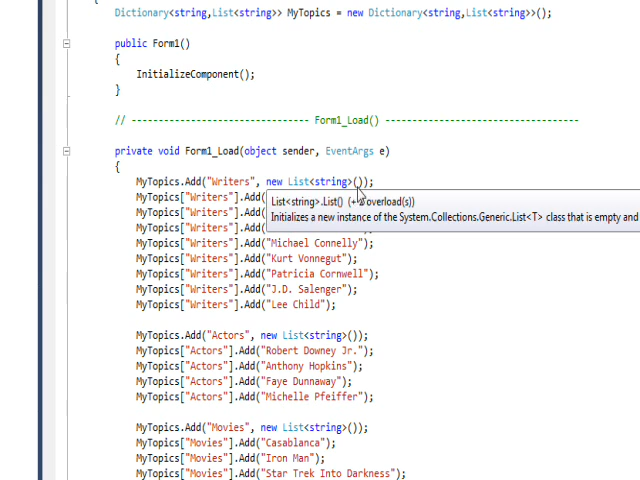 {
Dictionary<string,List<string>> MyTopics = new Dictionary<string,List<string>>();
public Form1()
{
InitializeComponent();
}
// -------------------------------- Form1_Load() -----------------------------------
private void Form1_Load(object sender, EventArgs e)
{
MyTopics.Add("Writers", new List<string>());
MyTopics["Writers"].Add(
List<string>.List() (+ overload(s))
MyTopics["Writers"].Add(
Initializes a new instance of the System.Collections.Generic.List<T> class that is empty and
MyTopics["Writers"].Add(
MyTopics["Writers"].Add("Michael Connelly");
MyTopics["Writers"].Add("Kurt Vonnegut");
MyTopics["Writers"].Add("Patricia Cornwell");
MyTopics["Writers"].Add("J.D. Salenger");
MyTopics["Writers"].Add("Lee Child");
MyTopics.Add("Actors", new List<string>());
MyTopics["Actors"].Add("Robert Downey Jr.");
MyTopics["Actors"].Add("Anthony Hopkins");
MyTopics["Actors"].Add("Faye Dunnaway");
MyTopics["Actors"].Add("Michelle Pfeiffer");
MyTopics.Add("Movies", new List<string>());
MyTopics["Movies"].Add("Casablanca");
MyTopics["Movies"].Add("Iron Man");
MyTopics["Movies"].Add("Star Trek Into Darkness");